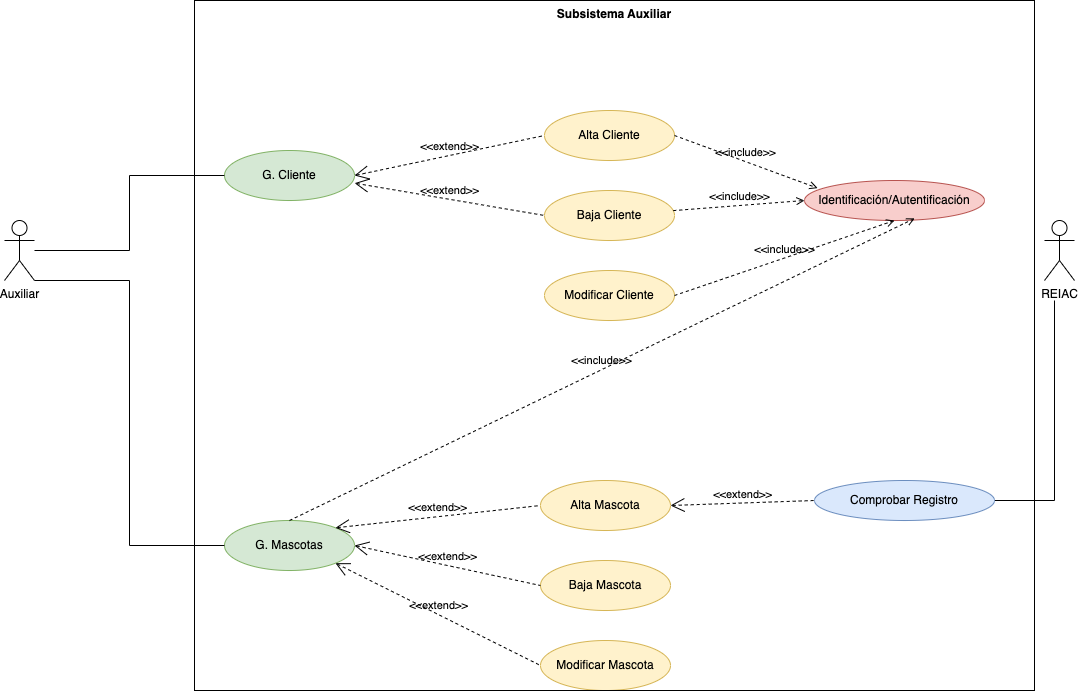 Subsistema Auxiliar
Alta Cliente
<<extend>>
<<include>>
G. Cliente
<<extend>>
<<include>>
Identificación/Autentificación
Baja Cliente
<<include>>
Auxiliar
Modificar Cliente
REIAC
<<include>>
<<extend>>
Alta Mascota
<<extend>>
Comprobar Registro
G. Mascotas
<<extend>>
Baja Mascota
<<extend>>
Modificar Mascota